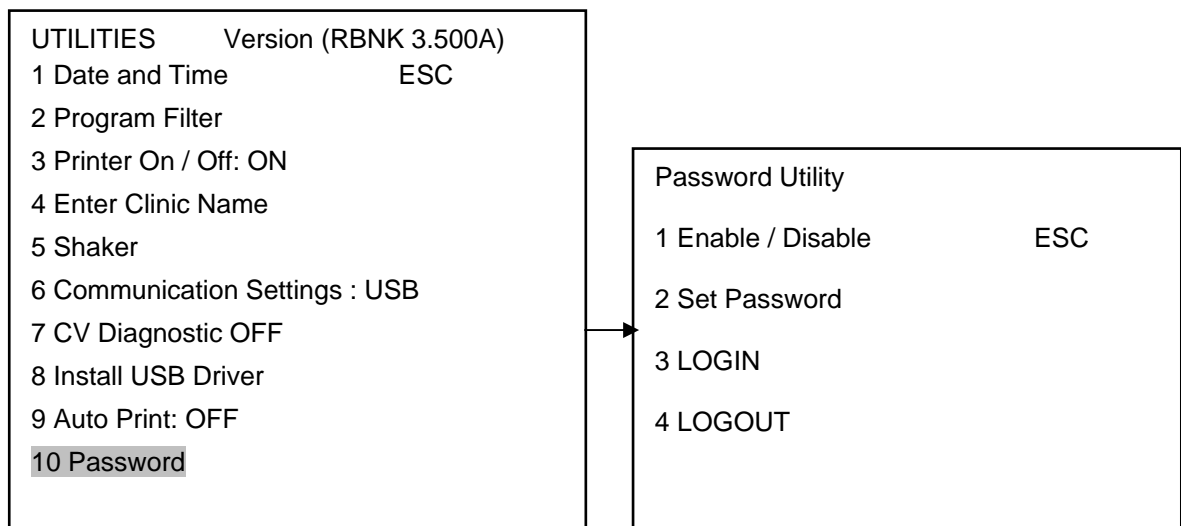 UTILITIES Version (RBNK 3.500A)
1 Date and Time ESC
2 Program Filter
3 Printer On / Off: ON
4 Enter Clinic Name
5 Shaker
6 Communication Settings : USB
7 CV Diagnostic OFF
8 Install USB Driver
9 Auto Print: OFF
10 Password
Password Utility
1 Enable / Disable ESC
2 Set Password
3 LOGIN
4 LOGOUT